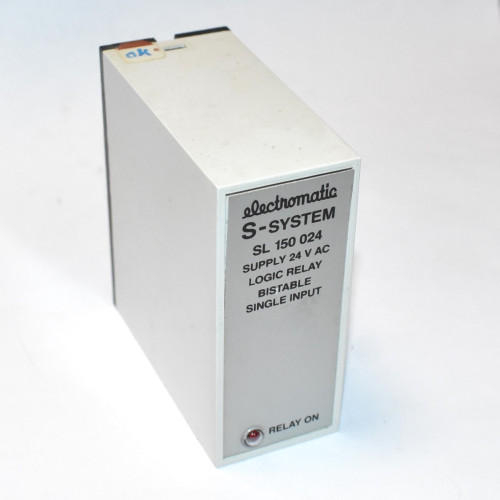 ok
electromatic
S-SYSTEM
SL 150 024
SUPPLY 24 V AC
LOGIC RELAY
BISTABLE
SINGLE INPUT
RELAY ON